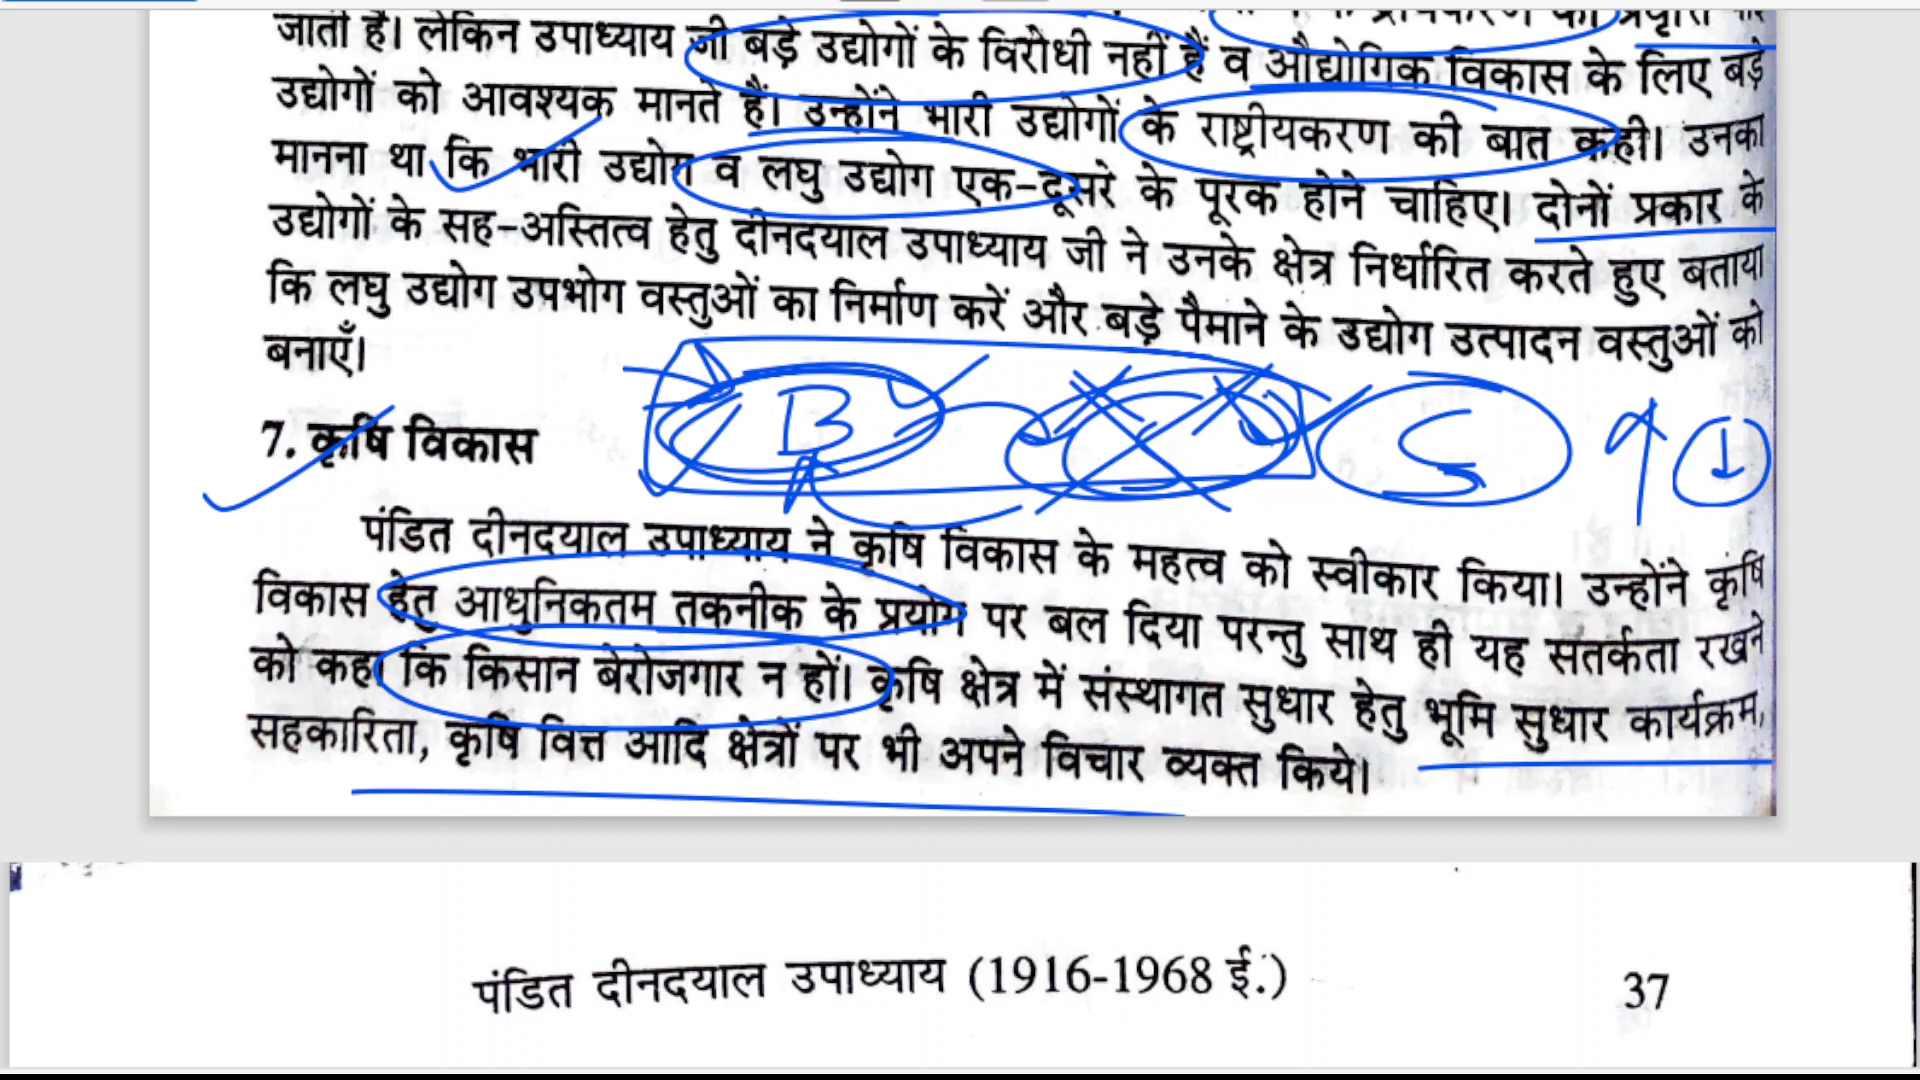 जाती है। लेकिन उपाध्याय जी बड़े उद्योगों के विरोधी नहीं हैं व औद्योगिक विकास के लिए बड़े
उद्योगों को आवश्यक मानते हैं। उन्होंने भारी उद्योगों के राष्ट्रीयकरण की बात कही। उनका
मानना था कि भारी उद्योग व लघु उद्योग एक-दूसरे के पूरक होने चाहिए। दोनों प्रकार के
उद्योगों के सह-अस्तित्व हेतु दीनदयाल उपाध्याय जी ने उनके क्षेत्र निर्धारित करते हुए बताया
कि लघु उद्योग उपभोग वस्तुओं का निर्माण करें और बड़े पैमाने के उद्योग उत्पादन वस्तुओं को
बनाएँ।
B
S
1
7. कृषि विकास
पंडित दीनदयाल उपाध्याय ने कृषि विकास के महत्व को स्वीकार किया। उन्होंने कृषि
विकास हेतु आधुनिकतम तकनीक के प्रयोग पर बल दिया परन्तु साथ ही यह सतर्कता रखने
को कहा कि किसान बेरोजगार न हों। कृषि क्षेत्र में संस्थागत सुधार हेतु भूमि सुधार कार्यक्रम,
सहकारिता, कृषि वित्त आदि क्षेत्रों पर भी अपने विचार व्यक्त किये।
पंडित दीनदयाल उपाध्याय (1916-1968 ई.)
37